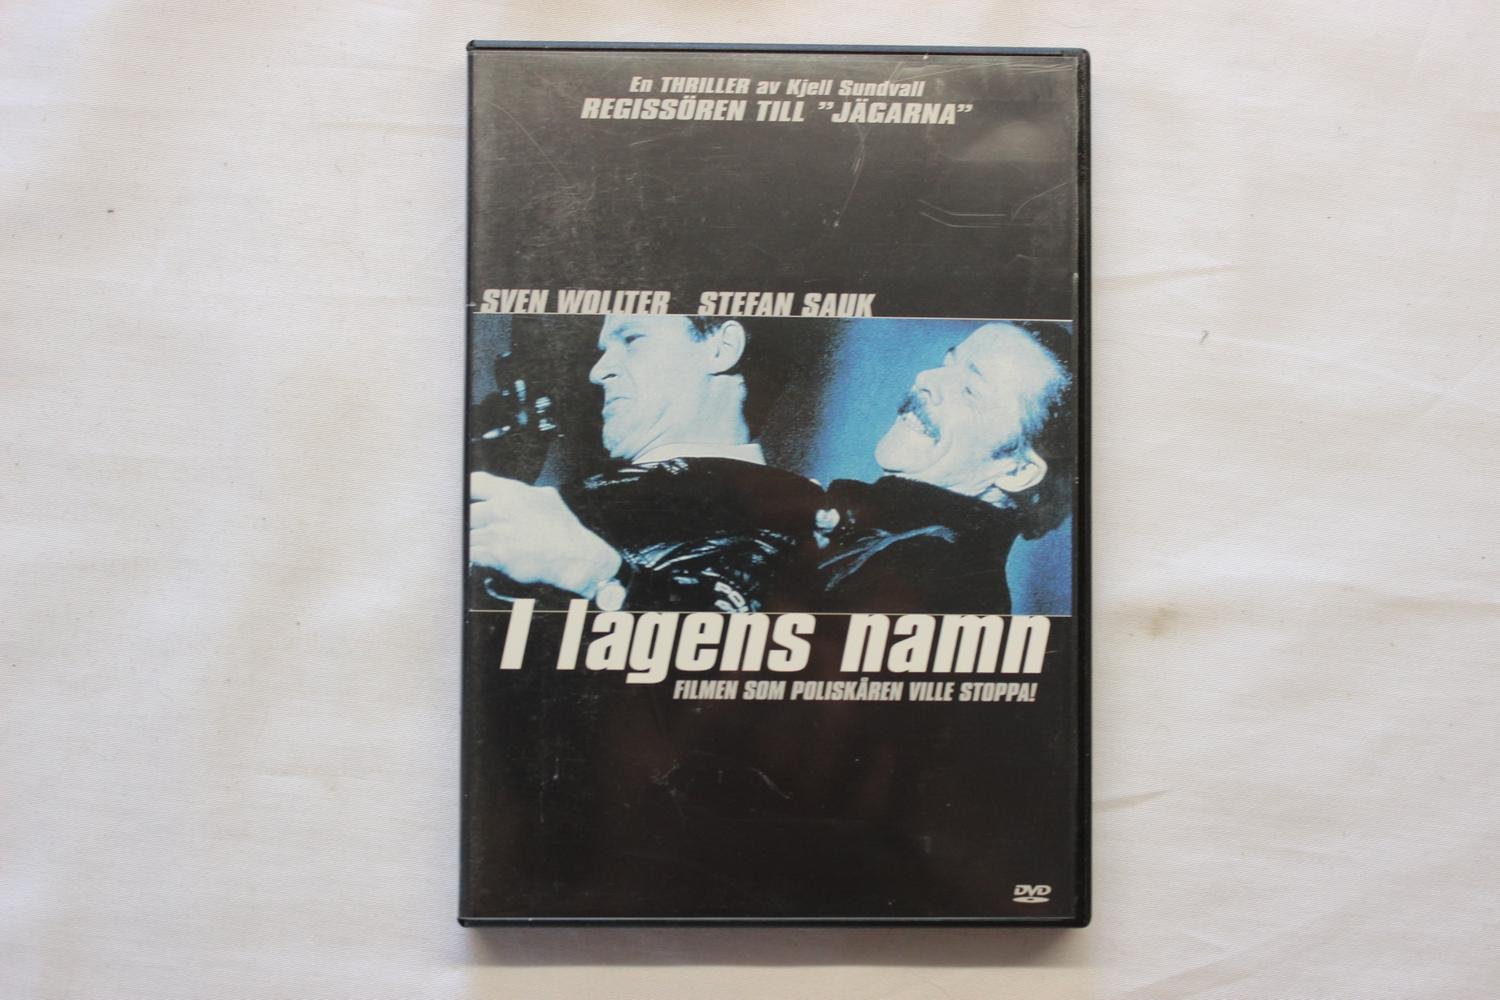 En THRILLER av Kjell Sundvall
REGISSÖREN TILL ”JÄGARNA”
SVEN WOLLTER STEFAN SAUK
I lagens namn
FILMEN SOM POLISKÅREN VILLE STOPPA!
DVD